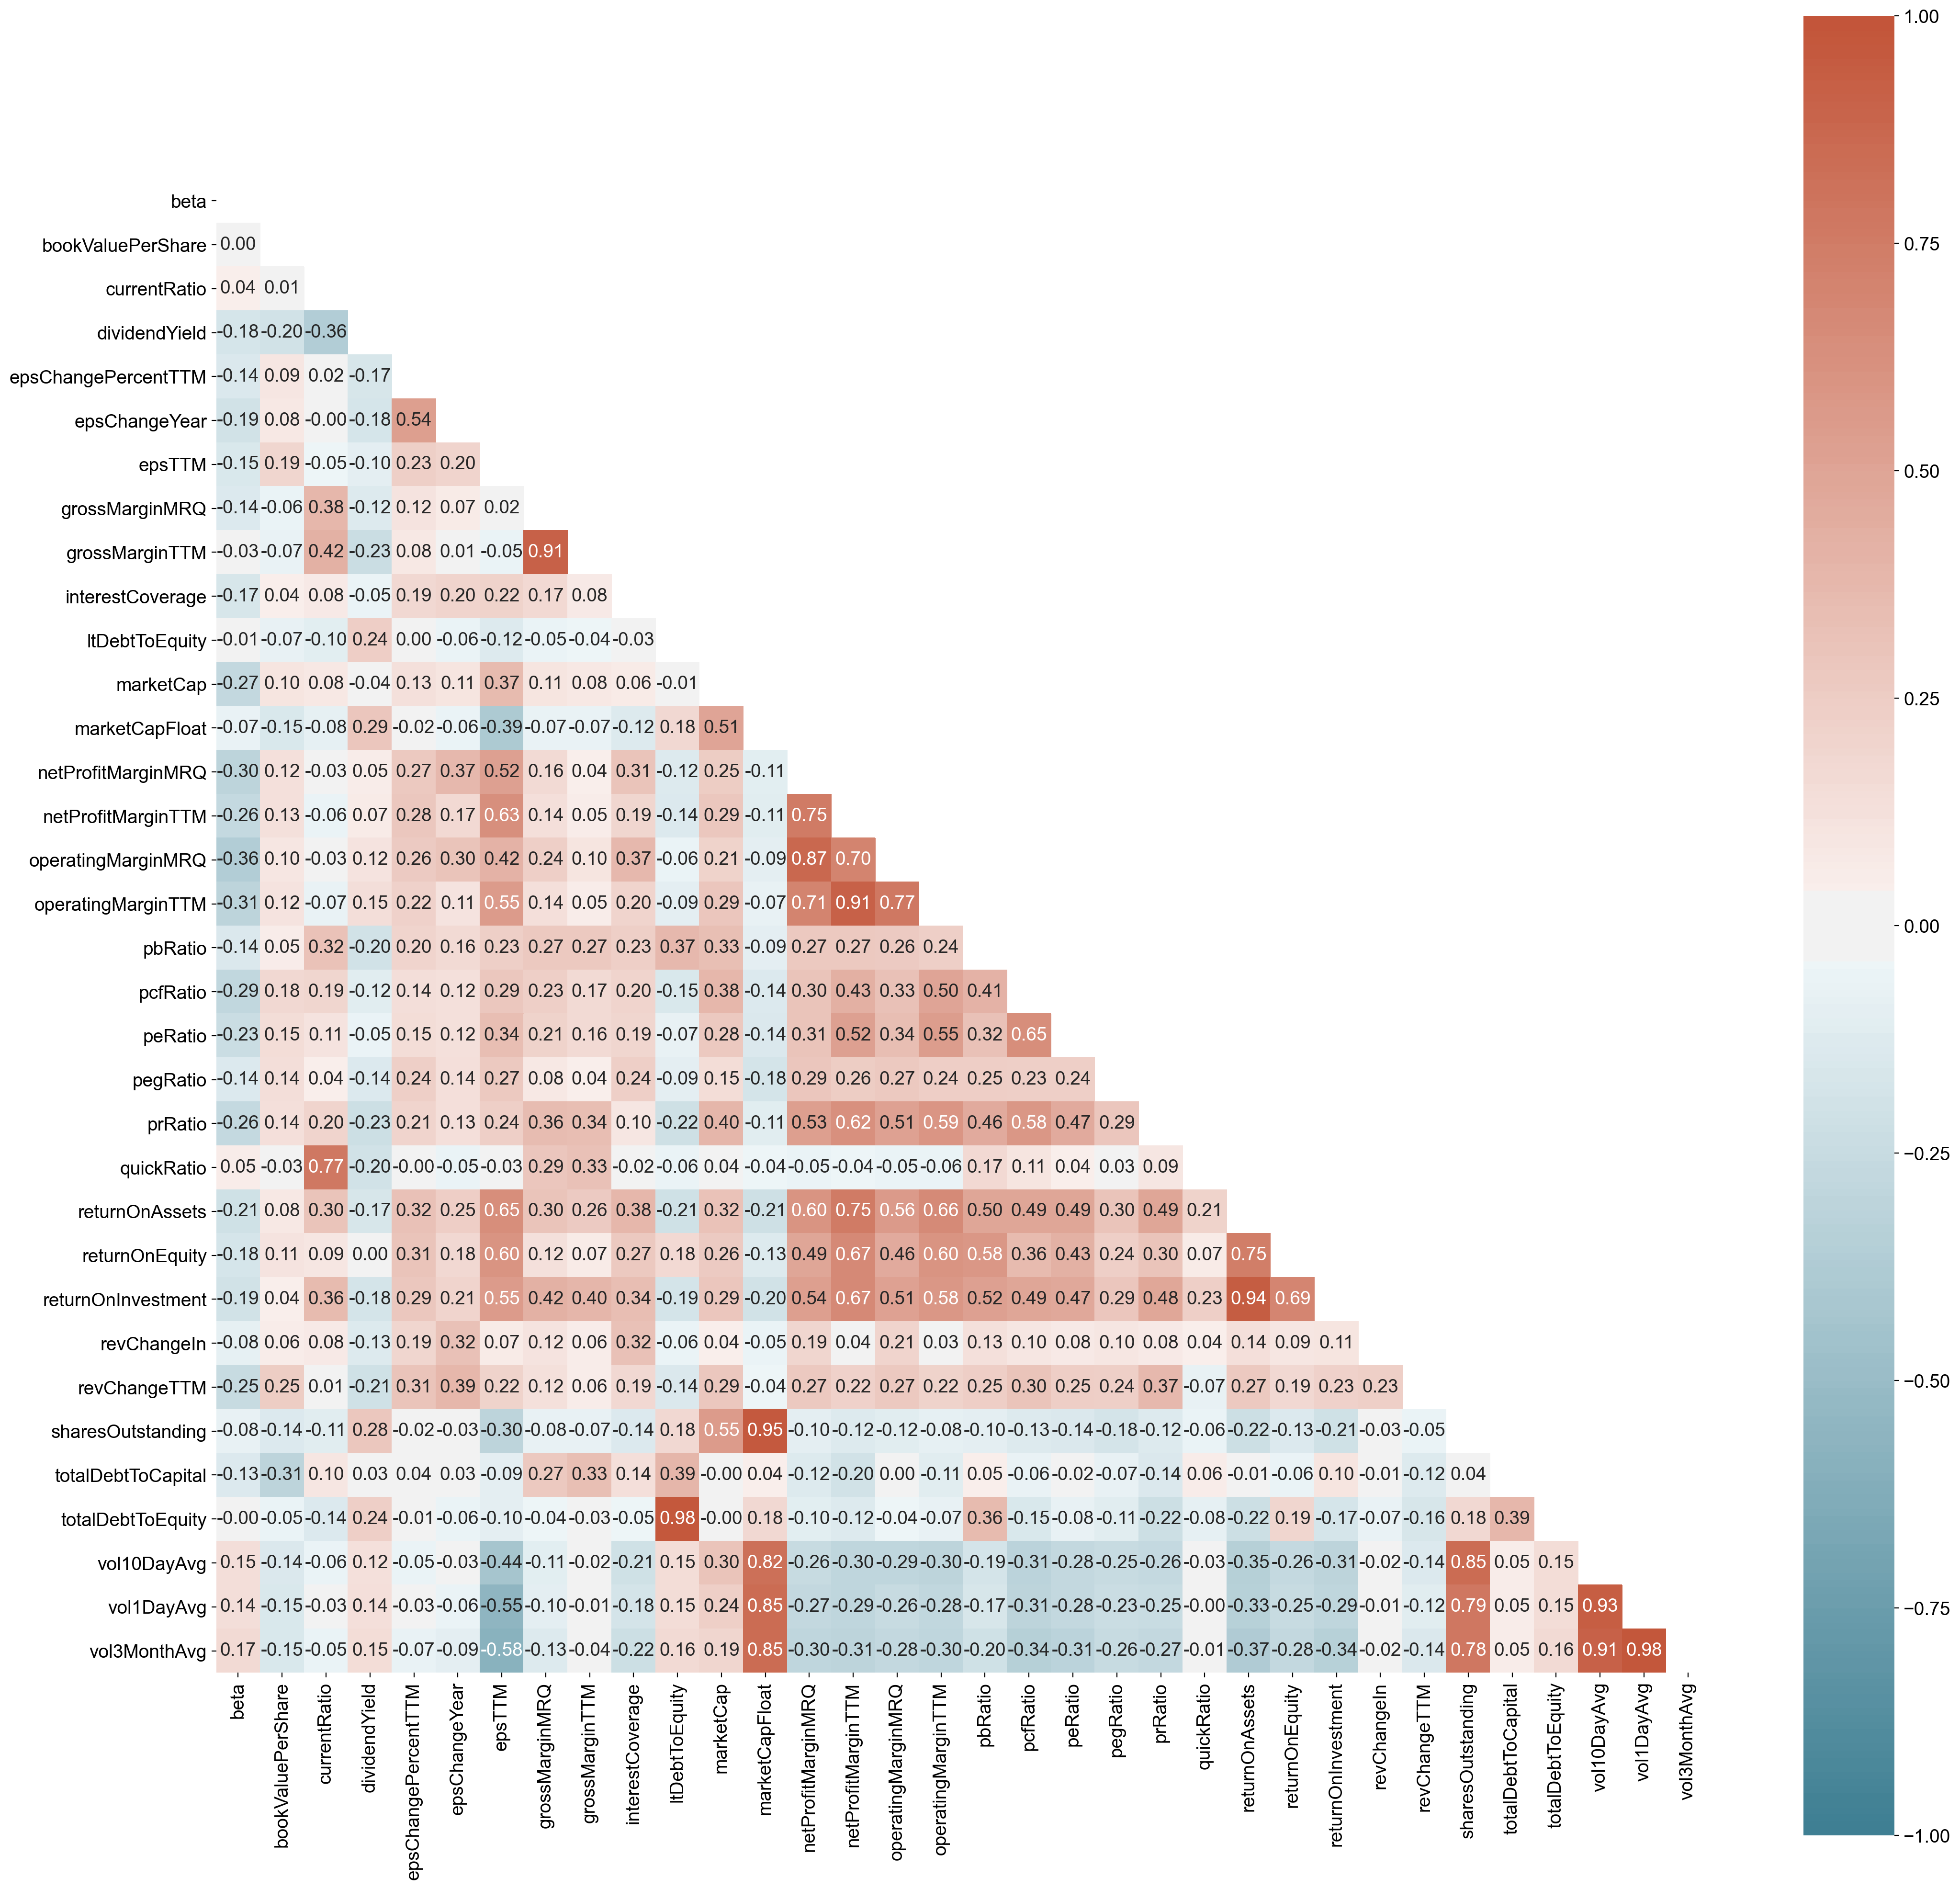 1.00
beta
bookValuePerShare 0.00
0.75
currentRatio 0.04 0.01
dividendYield -0.18 -0.20 -0.36
epsChangePercentTTM -0.14 0.09 0.02 -0.17
epsChangeYear -0.19 0.08 -0.00 -0.18 0.54
epsTTM -0.15 0.19 -0.05 -0.10 0.23 0.20
0.50
grossMarginMRQ -0.14 -0.06 0.38 -0.12 0.12 0.07 0.02
grossMarginTTM -0.03 -0.07 0.42 -0.23 0.08 0.01 -0.05 0.91
interestCoverage -0.17 0.04 0.08 -0.05 0.19 0.20 0.22 0.17 0.08
ltDebtToEquity -0.01 -0.07 -0.10 0.24 0.00 -0.06 -0.12 -0.05 -0.04 -0.03
marketCap -0.27 0.10 0.08 -0.04 0.13 0.11 0.37 0.11 0.08 0.06 -0.01
0.25
marketCapFloat -0.07 -0.15 -0.08 0.29 -0.02 -0.06 -0.39 -0.07 -0.07 -0.12 0.18 0.51
netProfitMarginMRQ -0.30 0.12 -0.03 0.05 0.27 0.37 0.52 0.16 0.04 0.31 -0.12 0.25 -0.11
netProfitMarginTTM -0.26 0.13 -0.06 0.07 0.28 0.17 0.63 0.14 0.05 0.19 -0.14 0.29 -0.11 0.75
operatingMarginMRQ -0.36 0.10 -0.03 0.12 0.26 0.30 0.42 0.24 0.10 0.37 -0.06 0.21 -0.09 0.87 0.70
operatingMarginTTM -0.31 0.12 -0.07 0.15 0.22 0.11 0.55 0.14 0.05 0.20 -0.09 0.29 -0.07 0.71 0.91 0.77
0.00
pbRatio -0.14 0.05 0.32 -0.20 0.20 0.16 0.23 0.27 0.27 0.23 0.37 0.33 -0.09 0.27 0.27 0.26 0.24
pcfRatio -0.29 0.18 0.19 -0.12 0.14 0.12 0.29 0.23 0.17 0.20 -0.15 0.38 -0.14 0.30 0.43 0.33 0.50 0.41
peRatio -0.23 0.15 0.11 -0.05 0.15 0.12 0.34 0.21 0.16 0.19 -0.07 0.28 -0.14 0.31 0.52 0.34 0.55 0.32 0.65
pegRatio -0.14 0.14 0.04 -0.14 0.24 0.14 0.27 0.08 0.04 0.24 -0.09 0.15 -0.18 0.29 0.26 0.27 0.24 0.25 0.23 0.24
prRatio -0.26 0.14 0.20 -0.23 0.21 0.13 0.24 0.36 0.34 0.10 -0.22 0.40 -0.11 0.53 0.62 0.51 0.59 0.46 0.58 0.47 0.29
-0.25
quickRatio 0.05 -0.03 0.77 -0.20 -0.00 -0.05 -0.03 0.29 0.33 -0.02 -0.06 0.04 -0.04 -0.05 -0.04 -0.05 -0.06 0.17 0.11 0.04 0.03 0.09
returnOnAssets -0.21 0.08 0.30 -0.17 0.32 0.25 0.65 0.30 0.26 0.38 -0.21 0.32 -0.21 0.60 0.75 0.56 0.66 0.50 0.49 0.49 0.30 0.49 0.21
returnOnEquity -0.18 0.11 0.09 0.00 0.31 0.18 0.60 0.12 0.07 0.27 0.18 0.26 -0.13 0.49 0.67 0.46 0.60 0.58 0.36 0.43 0.24 0.30 0.07 0.75
returnOnInvestment -0.19 0.04 0.36 -0.18 0.29 0.21 0.55 0.42 0.40 0.34 -0.19 0.29 -0.20 0.54 0.67 0.51 0.58 0.52 0.49 0.47 0.29 0.48 0.23 0.94 0.69
revChangeIn -0.08 0.06 0.08 -0.13 0.19 0.32 0.07 0.12 0.06 0.32 -0.06 0.04 -0.05 0.19 0.04 0.21 0.03 0.13 0.10 0.08 0.10 0.08 0.04 0.14 0.09 0.11
-0.50
revChangeTTM -0.25 0.25 0.01 -0.21 0.31 0.39 0.22 0.12 0.06 0.19 -0.14 0.29 -0.04 0.27 0.22 0.27 0.22 0.25 0.30 0.25 0.24 0.37 -0.07 0.27 0.19 0.23 0.23
sharesOutstanding -0.08 -0.14 -0.11 0.28 -0.02 -0.03 -0.30 -0.08 -0.07 -0.14 0.18 0.55 0.95 -0.10 -0.12 -0.12 -0.08 -0.10 -0.13 -0.14 -0.18 -0.12 -0.06 -0.22 -0.13 -0.21 -0.03 -0.05
totalDebtToCapital -0.13 -0.31 0.10 0.03 0.04 0.03 -0.09 0.27 0.33 0.14 0.39 -0.00 0.04 -0.12 -0.20 0.00 -0.11 0.05 -0.06 -0.02 -0.07 -0.14 0.06 -0.01 -0.06 0.10 -0.01 -0.12 0.04
totalDebtToEquity -0.00 -0.05 -0.14 0.24 -0.01 -0.06 -0.10 -0.04 -0.03 -0.05 0.98 -0.00 0.18 -0.10 -0.12 -0.04 -0.07 0.36 -0.15 -0.08 -0.11 -0.22 -0.08 -0.22 0.19 -0.17 -0.07 -0.16 0.18 0.39
vol10DayAvg 0.15 -0.14 -0.06 0.12 -0.05 -0.03 -0.44 -0.11 -0.02 -0.21 0.15 0.30 0.82 -0.26 -0.30 -0.29 -0.30 -0.19 -0.31 -0.28 -0.25 -0.26 -0.03 -0.35 -0.26 -0.31 -0.02 -0.14 0.85 0.05 0.15
vol1DayAvg 0.14 -0.15 -0.03 0.14 -0.03 -0.06 -0.55 -0.10 -0.01 -0.18 0.15 0.24 0.85 -0.27 -0.29 -0.26 -0.28 -0.17 -0.31 -0.28 -0.23 -0.25 -0.00 -0.33 -0.25 -0.29 -0.01 -0.12 0.79 0.05 0.15 0.93
-0.75
vol3MonthAvg 0.17 -0.15 -0.05 0.15 -0.07 -0.09 -0.58 -0.13 -0.04 -0.22 0.16 0.19 0.85 -0.30 -0.31 -0.28 -0.30 -0.20 -0.34 -0.31 -0.26 -0.27 -0.01 -0.37 -0.28 -0.34 -0.02 -0.14 0.78 0.05 0.16 0.91 0.98
-1.00
beta
bookValuePerShare
currentRatio
dividendYield
epsChangePercentTTM
epsChangeYear
epsTTM
grossMarginMRQ
grossMarginTTM
interestCoverage
ltDebtToEquity
marketCap
marketCapFloat
netProfitMarginMRQ
netProfitMarginTTM
operatingMarginMRQ
operatingMarginTTM
pbRatio
pcfRatio
peRatio
pegRatio
prRatio
quickRatio
returnOnAssets
returnOnEquity
returnOnInvestment
revChangeIn
revChangeTTM
sharesOutstanding
totalDebtToCapital
totalDebtToEquity
vol10DayAvg
vol1DayAvg
vol3MonthAvg